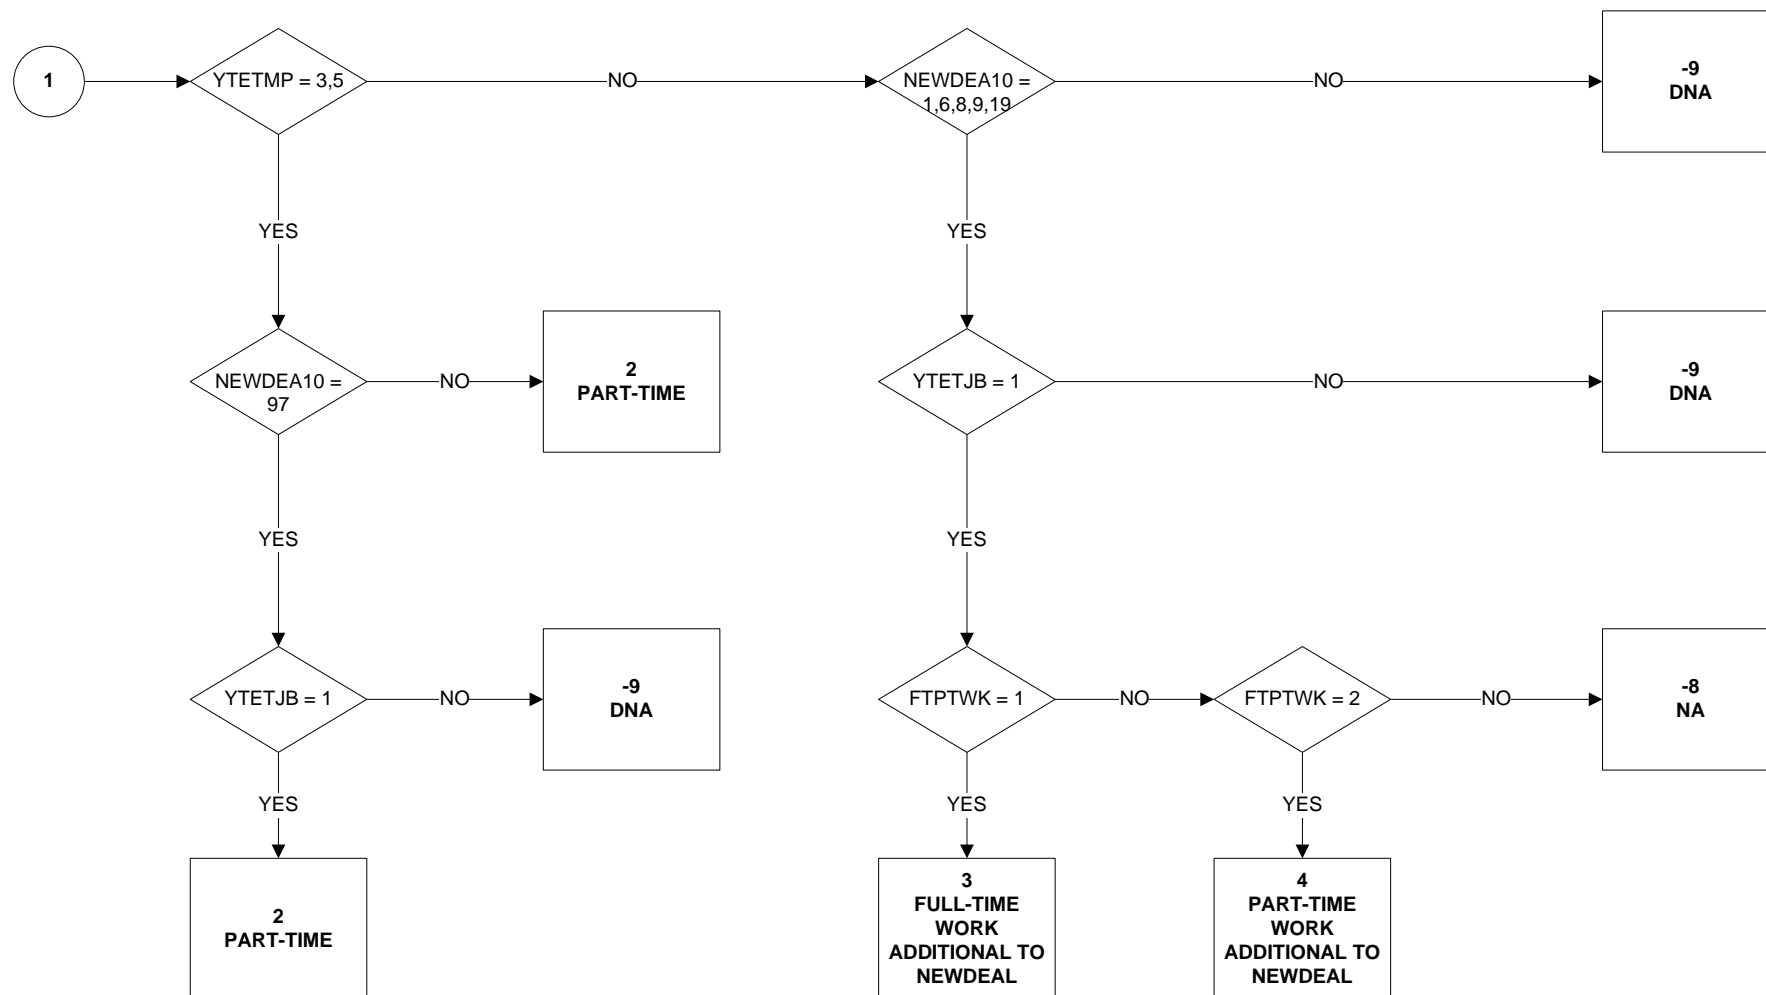 1
YTETMP = 3,5
NO
NEWDEA10 =
1,6,8,9,19
NO
-9
DNA
YES
YES
NEWDEA10 =
97
NO
2
PART-TIME
YTETJB = 1
NO
-9
DNA
YES
YES
YTETJB = 1
NO
-9
DNA
FTPTWK = 1
NO
FTPTWK = 2
NO
-8
NA
YES
YES
YES
2
PART-TIME
3
FULL-TIME
WORK
ADDITIONAL TO
NEWDEAL
4
PART-TIME
WORK
ADDITIONAL TO
NEWDEAL